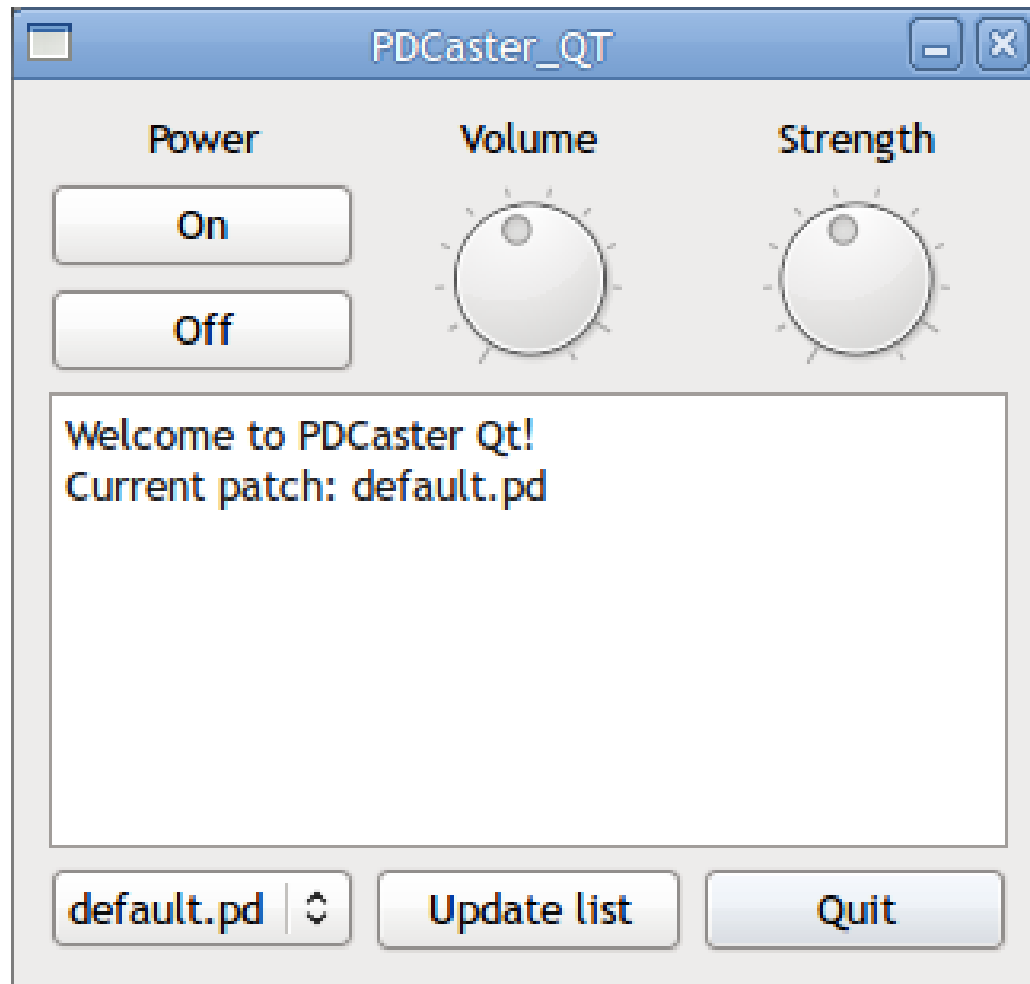 PDCaster_QT
Power
Volume
Strength
On
Off
Welcome to PDCaster Qt!
Current patch: default.pd
default.pd
Update list
Quit